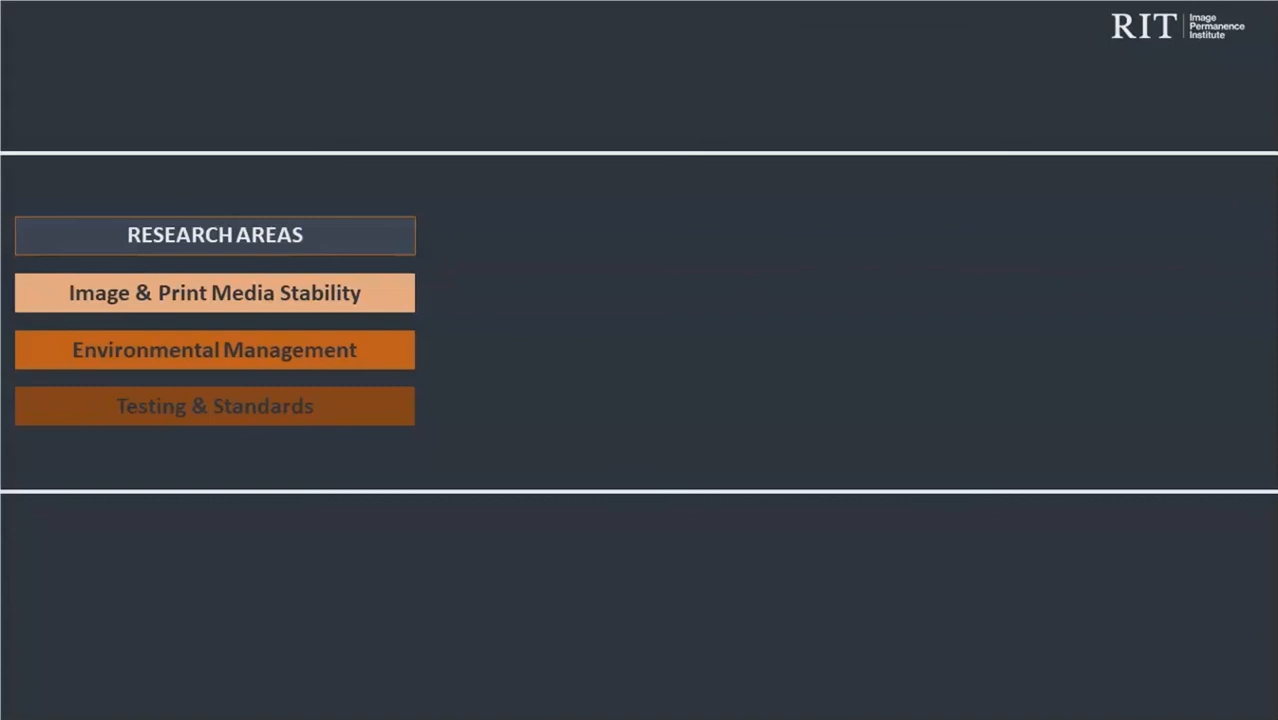 RIT
Image
Permanence
Institute
RESEARCH AREAS
Image & Print Media Stability
Environmental Management
Testing & Standards